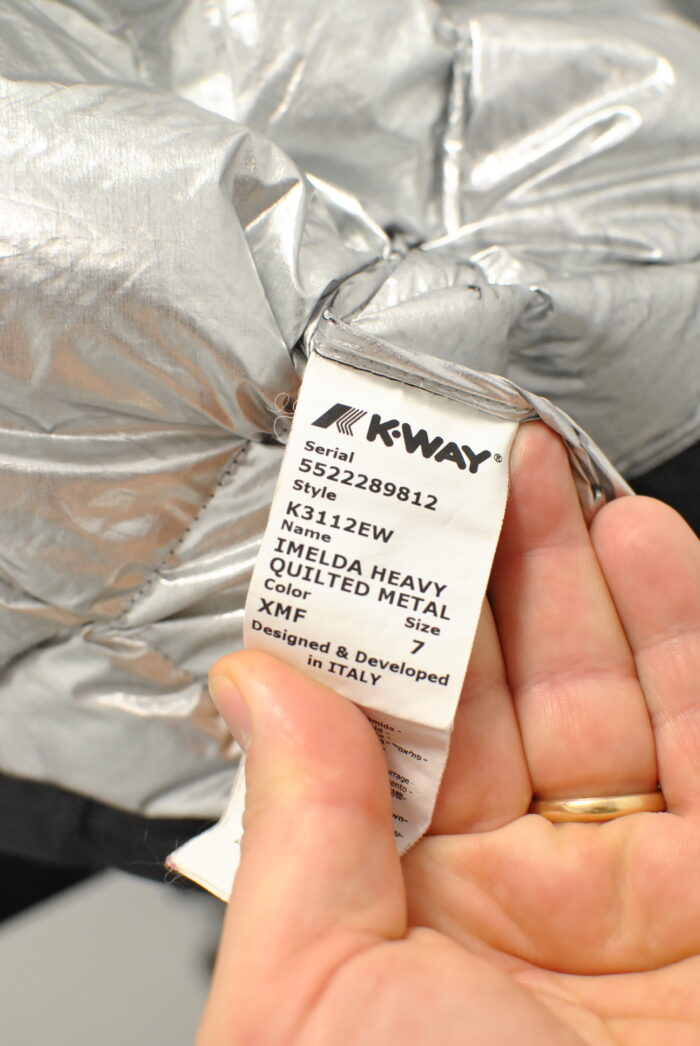 K·WAY®
Serial
5522289812
Style
K3112EW
Name
IMELDA HEAVY
QUILTED METAL
Color
XMF
Size
7
Designed & Developed
in ITALY